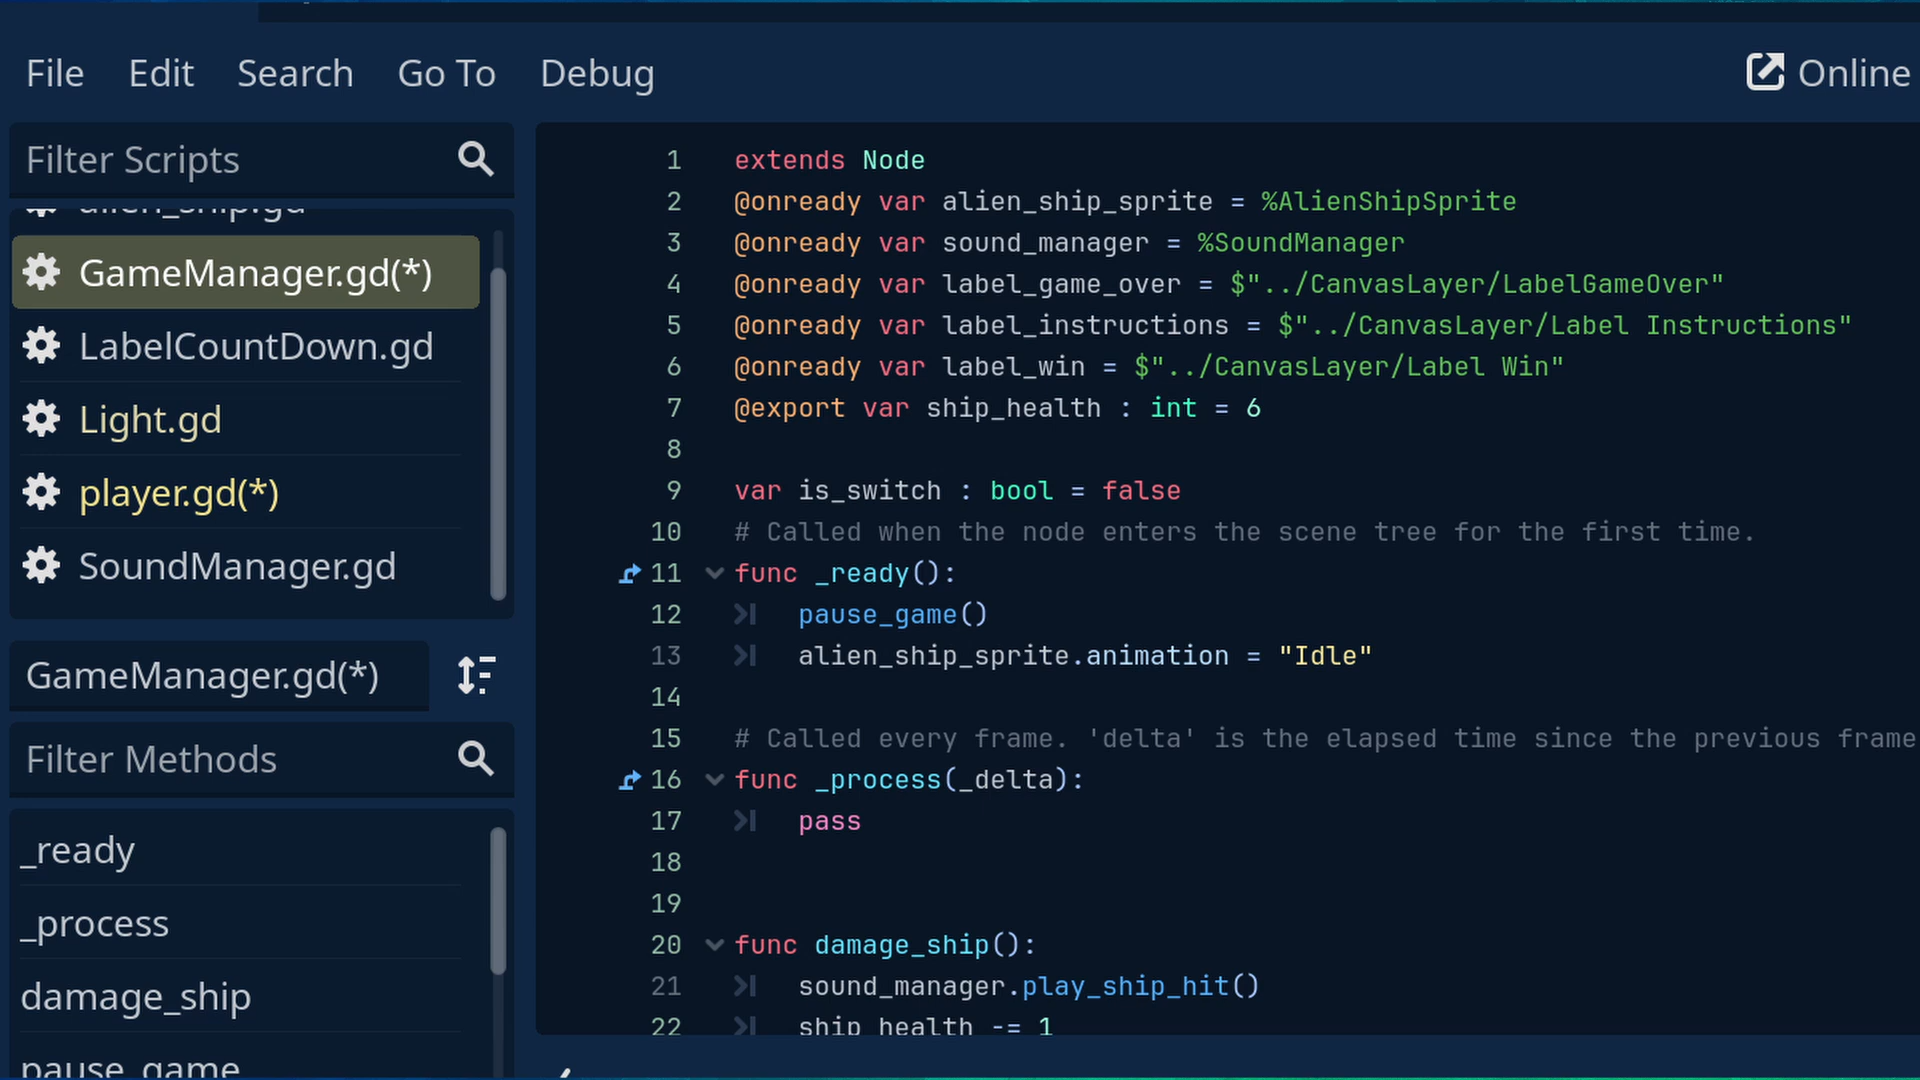 File Edit Search Go To Debug Online
Filter Scripts
alien_ship.gd
GameManager.gd(*)
LabelCountDown.gd
Light.gd
player.gd(*)
SoundManager.gd
GameManager.gd(*)
Filter Methods
_ready
_process
damage_ship
pause_game
1 extends Node
2 @onready var alien_ship_sprite = %AlienShipSprite
3 @onready var sound_manager = %SoundManager
4 @onready var label_game_over = $"../CanvasLayer/LabelGameOver"
5 @onready var label_instructions = $"../CanvasLayer/Label Instructions"
6 @onready var label_win = $"../CanvasLayer/Label Win"
7 @export var ship_health : int = 6
8
9 var is_switch : bool = false
10 # Called when the node enters the scene tree for the first time.
11 func _ready():
12 pause_game()
13 alien_ship_sprite.animation = "Idle"
14
15 # Called every frame. 'delta' is the elapsed time since the previous frame
16 func _process(_delta):
17 pass
18
19
20 func damage_ship():
21 sound_manager.play_ship_hit()
22 ship_health -= 1